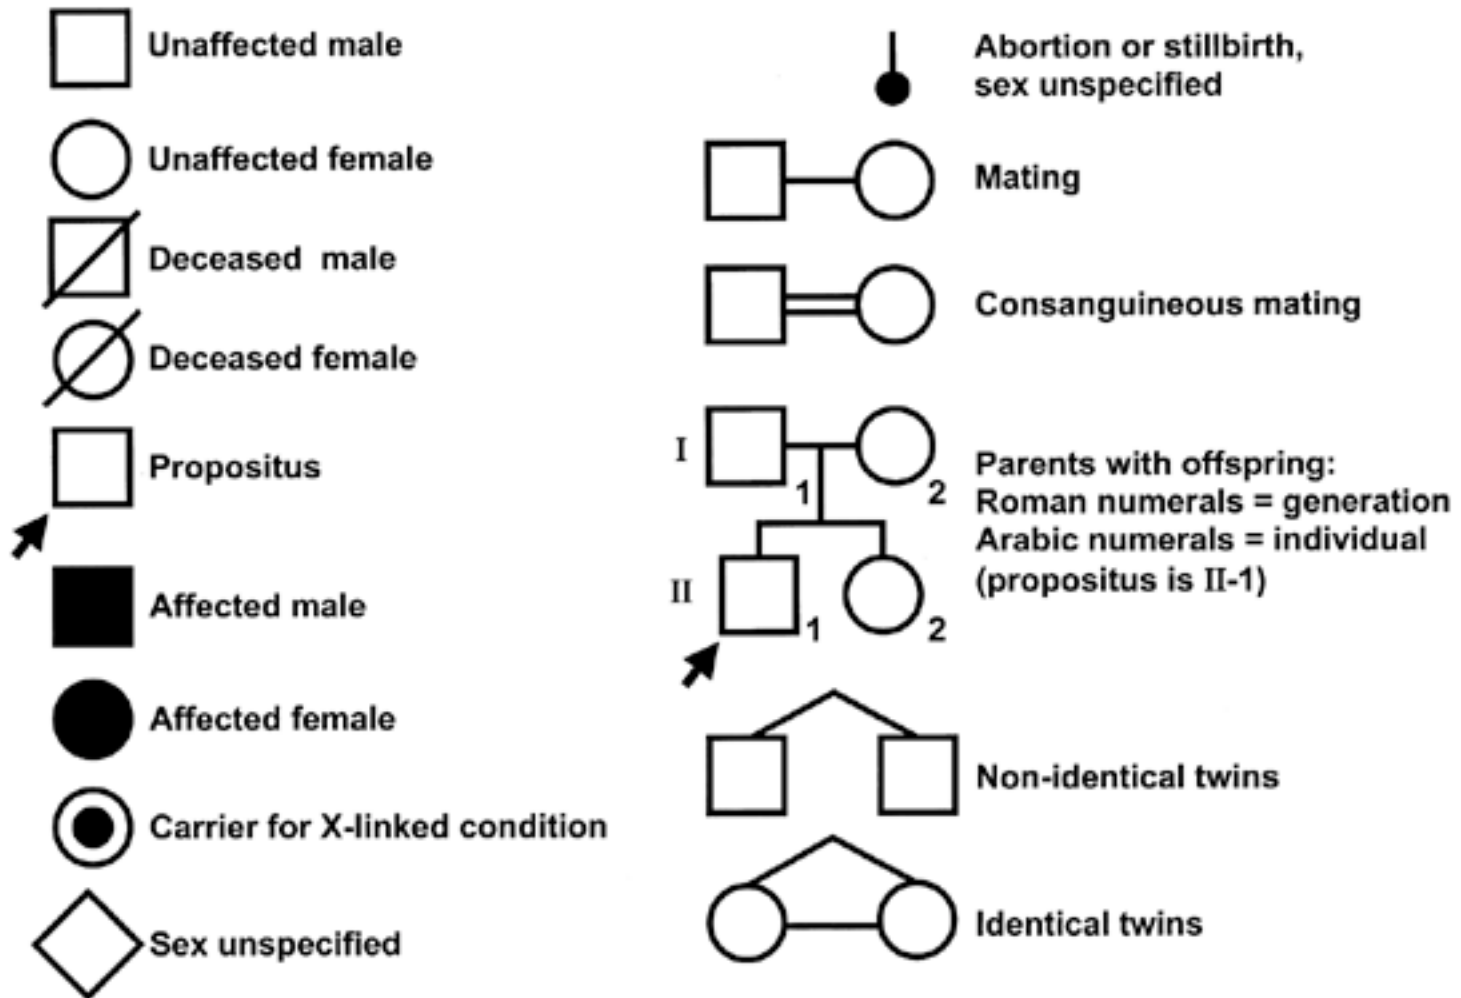 Unaffected male
Unaffected female
Deceased  male
Deceased female
Propositus
Affected male
Affected female
Carrier for X-linked condition
Sex unspecified
Abortion or stillbirth,
sex unspecified
Mating
Consanguineous mating
I
1
2
Parents with offspring:
Roman numerals = generation
Arabic numerals = individual
(propositus is II-1)
II
1
2
Non-identical twins
Identical twins